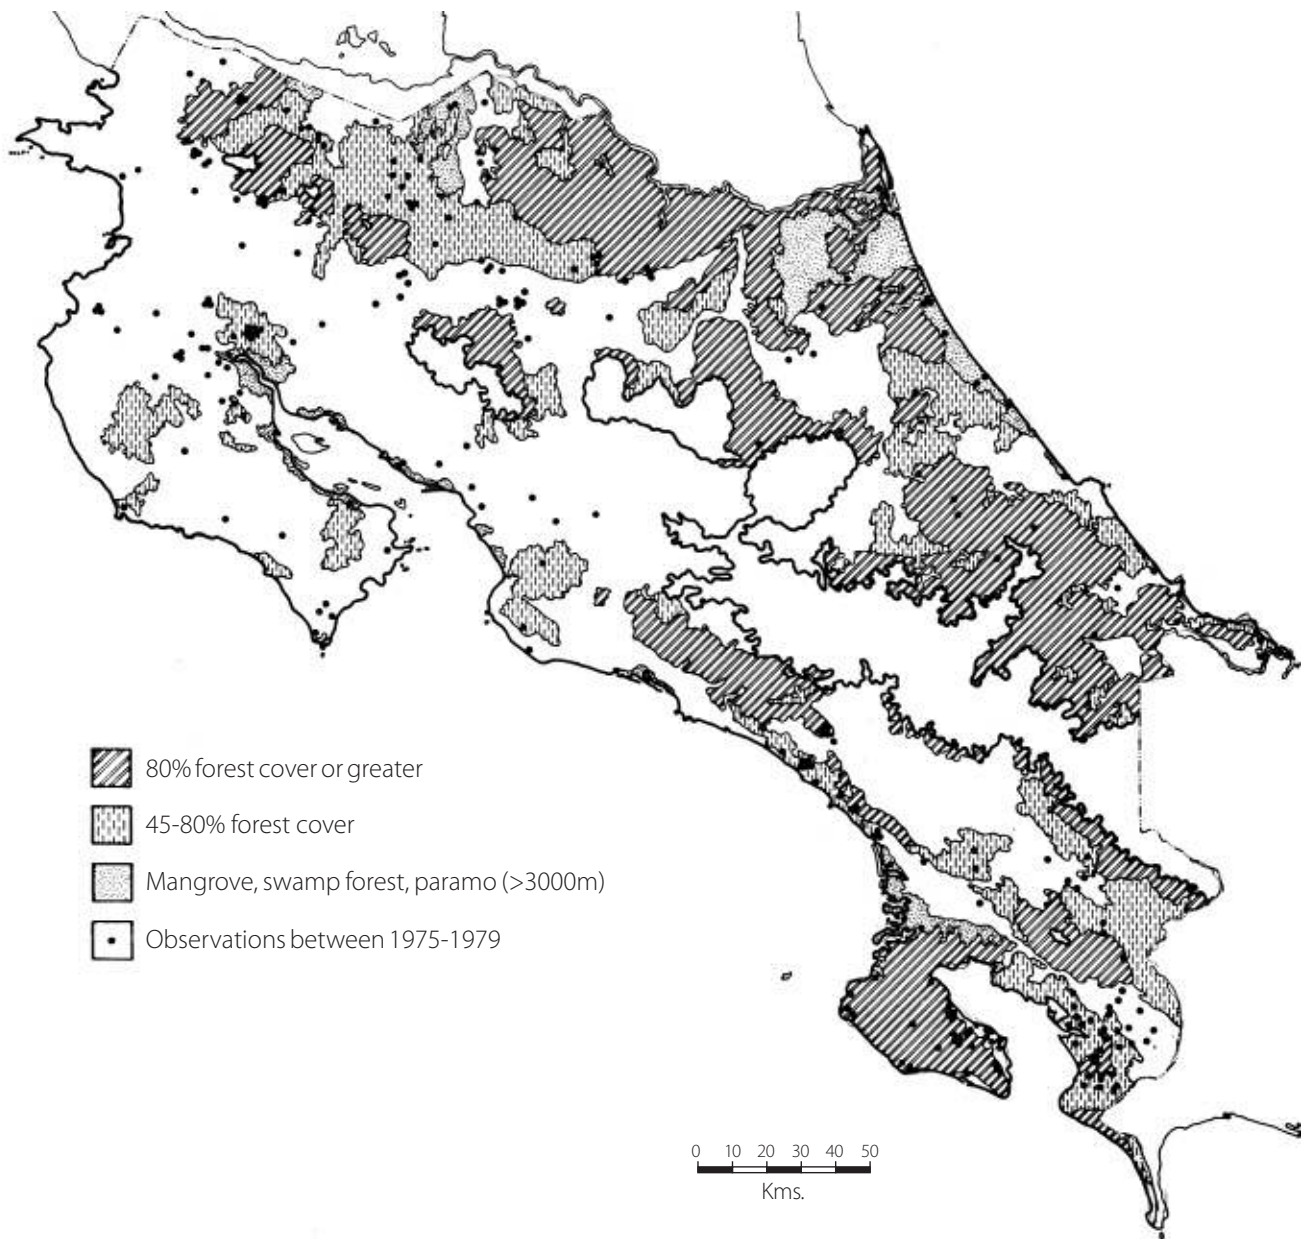 80% forest cover or greater
45-80% forest cover
Mangrove, swamp forest, paramo (>3000m)
Observations between 1975-1979
0 10 20 30 40 50
Kms.